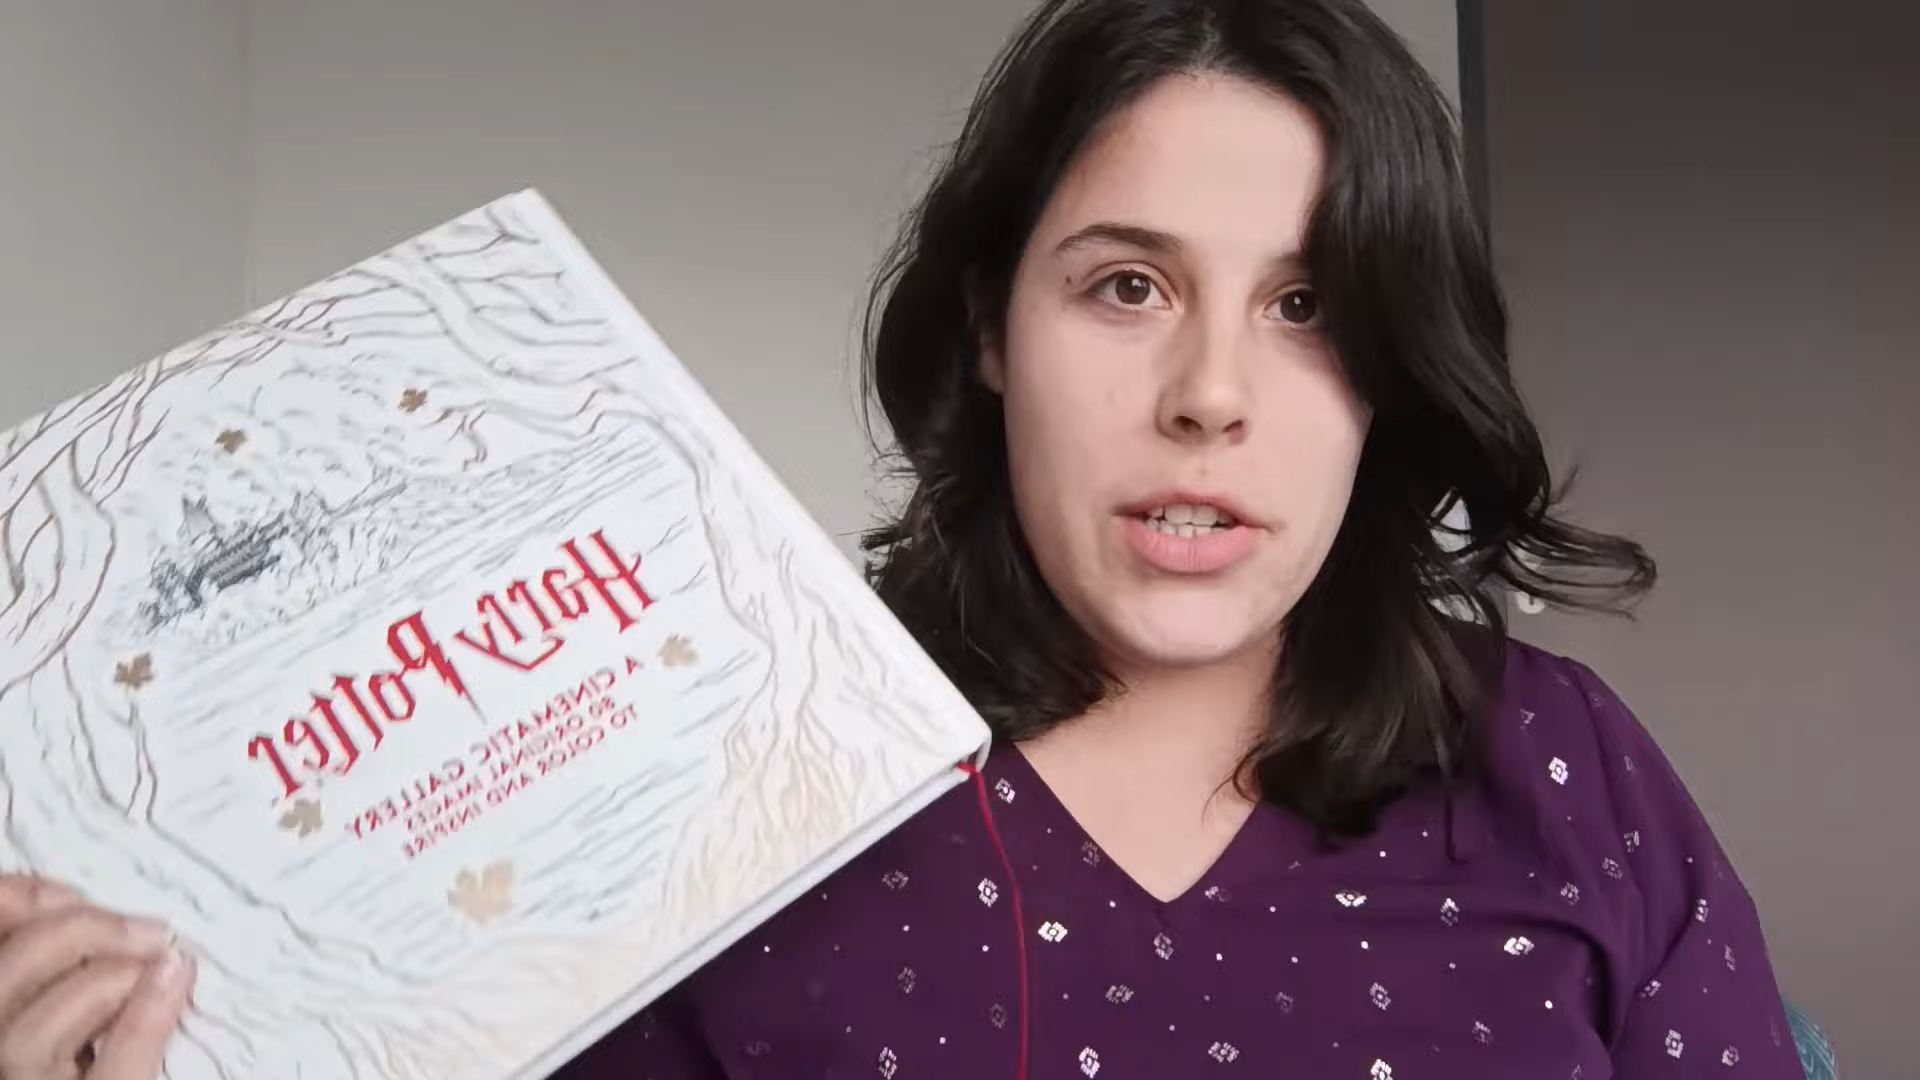 Harry Potter
A CINEMATIC GALLERY
80 ORIGINAL IMAGES
TO COLOR AND INSPIRE